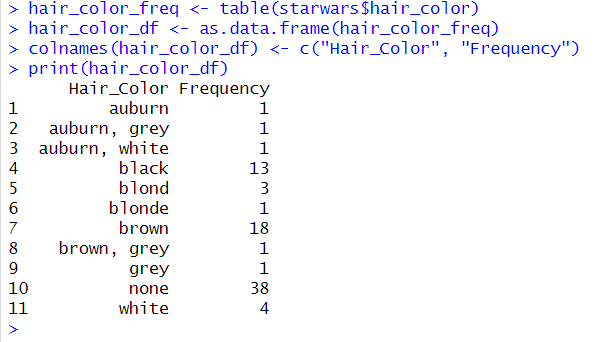 > hair_color_freq <- table(starwars$hair_color)
> hair_color_df <- as.data.frame(hair_color_freq)
> colnames(hair_color_df) <- c("Hair_Color", "Frequency")
> print(hair_color_df)
      Hair_Color Frequency
1         auburn         1
2   auburn, grey         1
3  auburn, white         1
4          black        13
5          blond         3
6         blonde         1
7          brown        18
8    brown, grey         1
9           grey         1
10          none        38
11         white         4
>